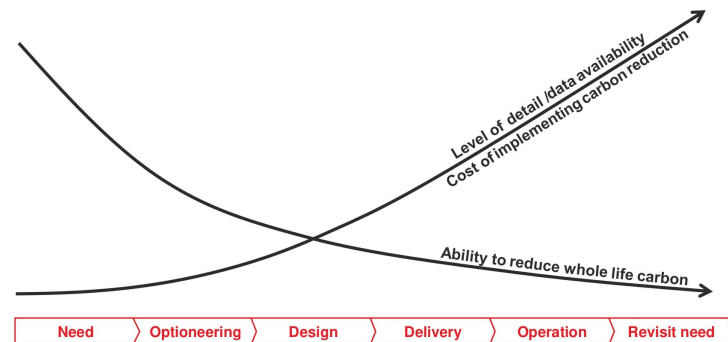 Level of detail /data availability
Cost of implementing carbon reduction
Ability to reduce whole life carbon
Need
Optioneering
Design
Delivery
Operation
Revisit need